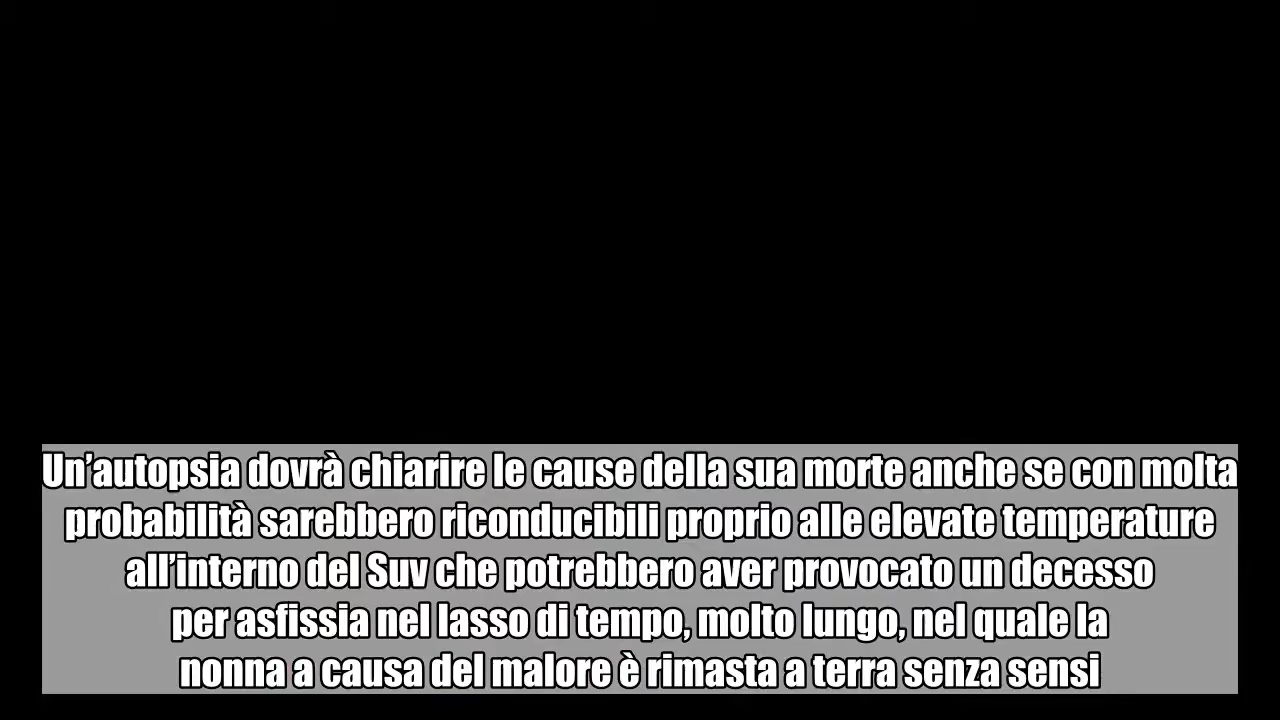 Un’autopsia dovrà chiarire le cause della sua morte anche se con molta
probabilità sarebbero riconducibili proprio alle elevate temperature
all’interno del Suv che potrebbero aver provocato un decesso
per asfissia nel lasso di tempo, molto lungo, nel quale la
nonna a causa del malore è rimasta a terra senza sensi